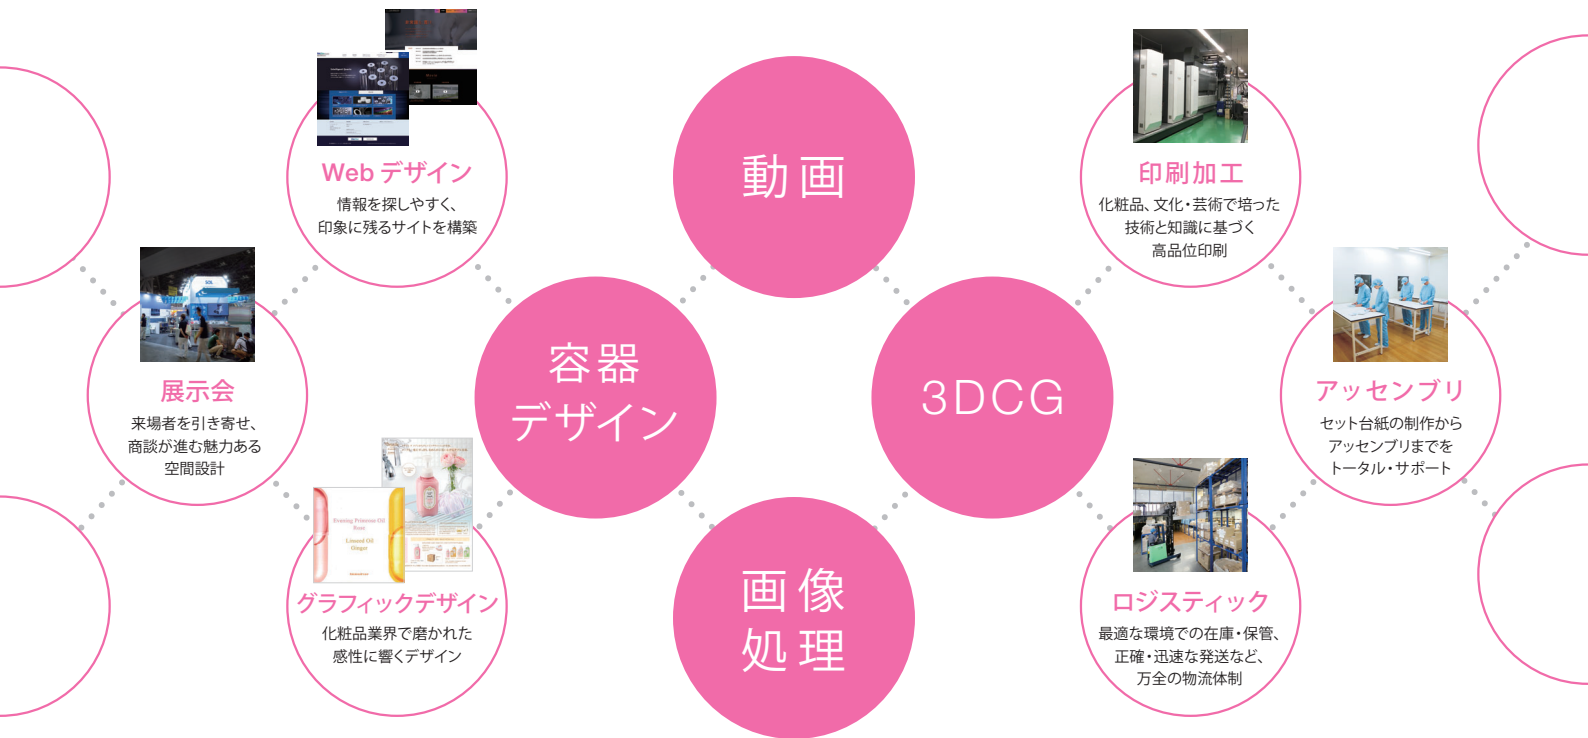 Web デザイン
情報を探しやすく、
印象に残るサイトを構築
展示会
来場者を引き寄せ、
商談が進む魅力ある
空間設計
Evening Primrose Oil
Rose
Linseed Oil
Ginger
グラフィックデザイン
化粧品業界で磨かれた
感性に響くデザイン
動画
容器
デザイン
3DCG
画像
処理
印刷加工
化粧品、文化・芸術で培った
技術と知識に基づく
高品位印刷
アッセンブリ
セット台紙の制作から
アッセンブリまでを
トータル・サポート
ロジスティック
最適な環境での在庫・保管、
正確・迅速な発送など、
万全の物流体制